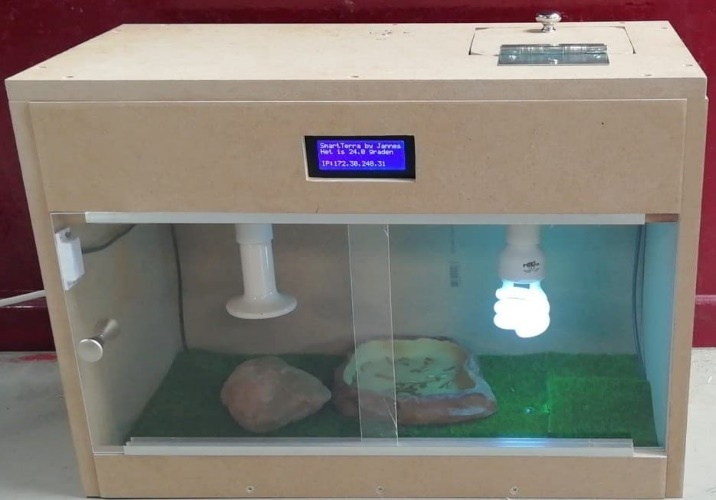 SmartTerra by Jannes
Het is 24.0 graden
IP:172.30.248.31